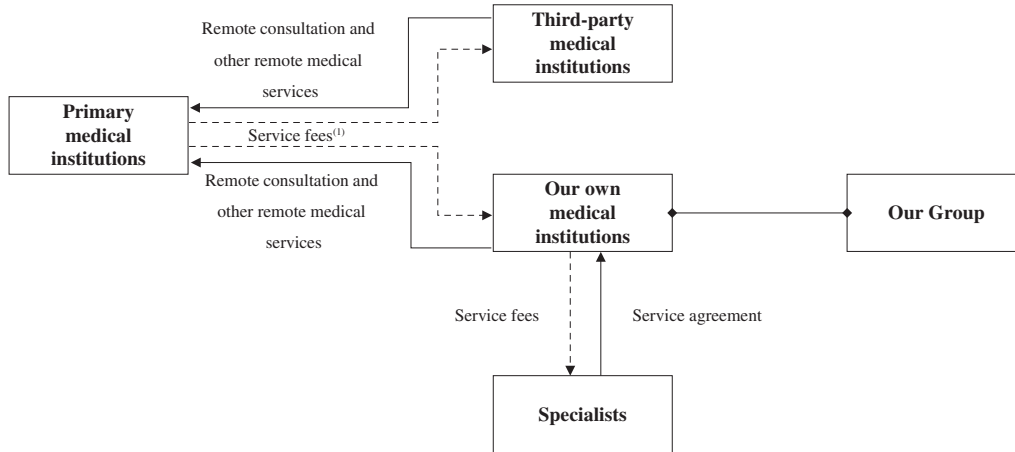 Remote consultation and
other remote medical
services
Third-party
medical
institutions
Primary
medical
institutions
Service fees(1)
Remote consultation and
other remote medical
services
Our own
medical
institutions
Our Group
Service fees
Service agreement
Specialists